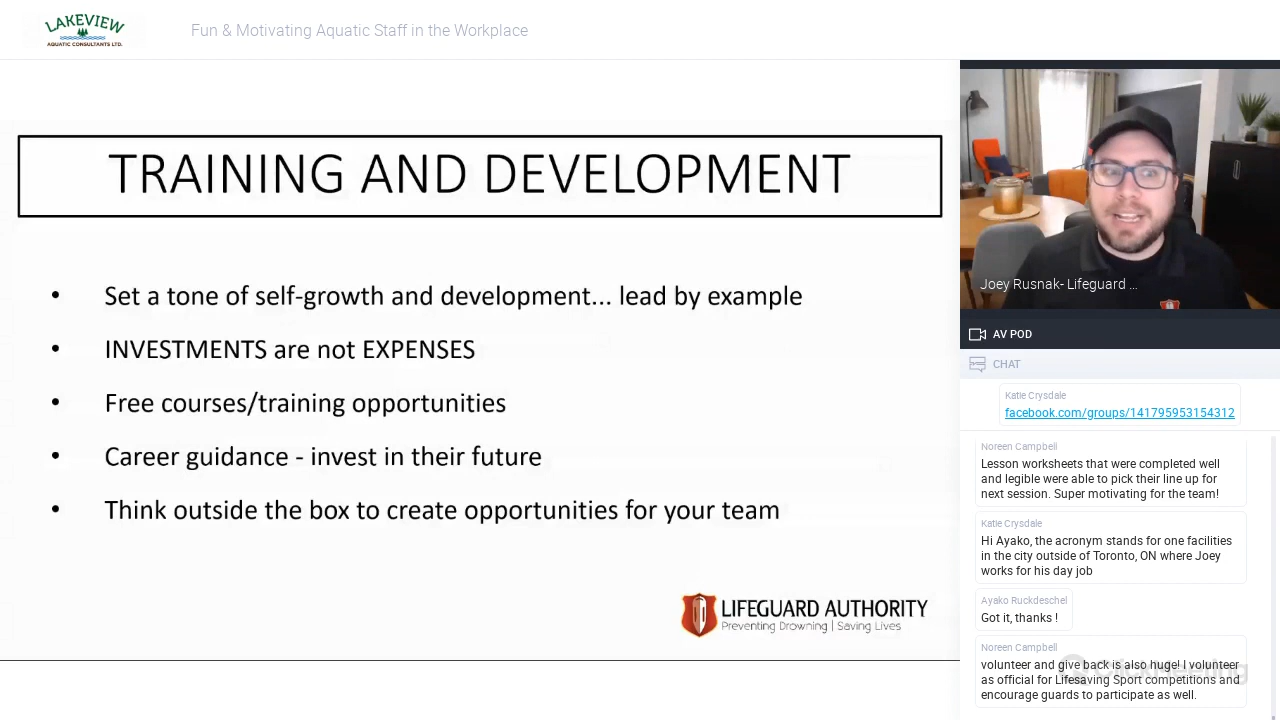 LAKEVIEW
AQUATIC CONSULTANTS LTD.
Fun & Motivating Aquatic Staff in the Workplace
TRAINING AND DEVELOPMENT
• Set a tone of self-growth and development... lead by example
• INVESTMENTS are not EXPENSES
• Free courses/training opportunities
• Career guidance - invest in their future
• Think outside the box to create opportunities for your team
LIFEGUARD AUTHORITY
Preventing Drowning | Saving Lives
Joey Rusnak- Lifeguard ...
AV POD
CHAT
Katie Crysdale
facebook.com/groups/141795953154312
Noreen Campbell
Lesson worksheets that were completed well
and legible were able to pick their line up for
next session. Super motivating for the team!
Katie Crysdale
Hi Ayako, the acronym stands for one facilities
in the city outside of Toronto, ON where Joey
works for his day job
Ayako Ruckdeschel
Got it, thanks !
Noreen Campbell
volunteer and give back is also huge! I volunteer
as official for Lifesaving Sport competitions and
encourage guards to participate as well.